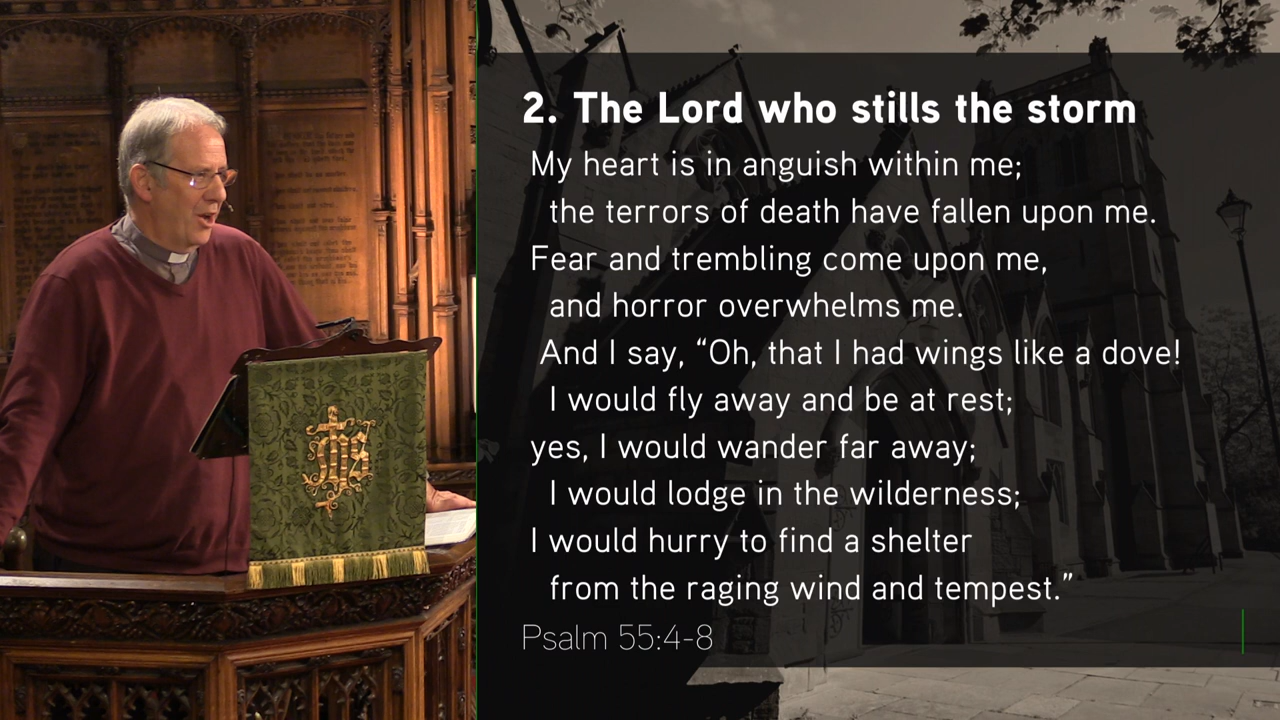 2. The Lord who stills the storm
My heart is in anguish within me;
the terrors of death have fallen upon me.
Fear and trembling come upon me,
and horror overwhelms me.
And I say, “Oh, that I had wings like a dove!
I would fly away and be at rest;
yes, I would wander far away;
I would lodge in the wilderness;
I would hurry to find a shelter
from the raging wind and tempest.”
Psalm 55:4-8
IHS